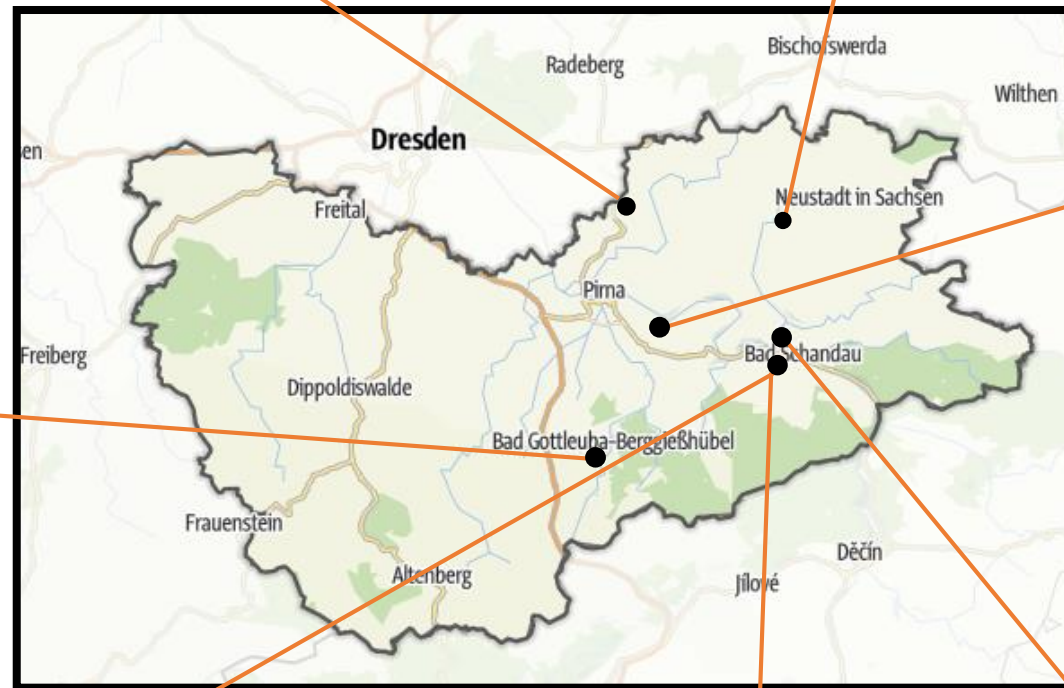 Bischofswerda
Radeberg
Wilthen
Dresden
en
Neustadt in Sachsen
Freital
Pirna
Freiberg
Bad Schandau
Dippoldiswalde
Bad Gottleuba-Berggießhübel
Frauenstein
Děčín
Altenberg
Jílové